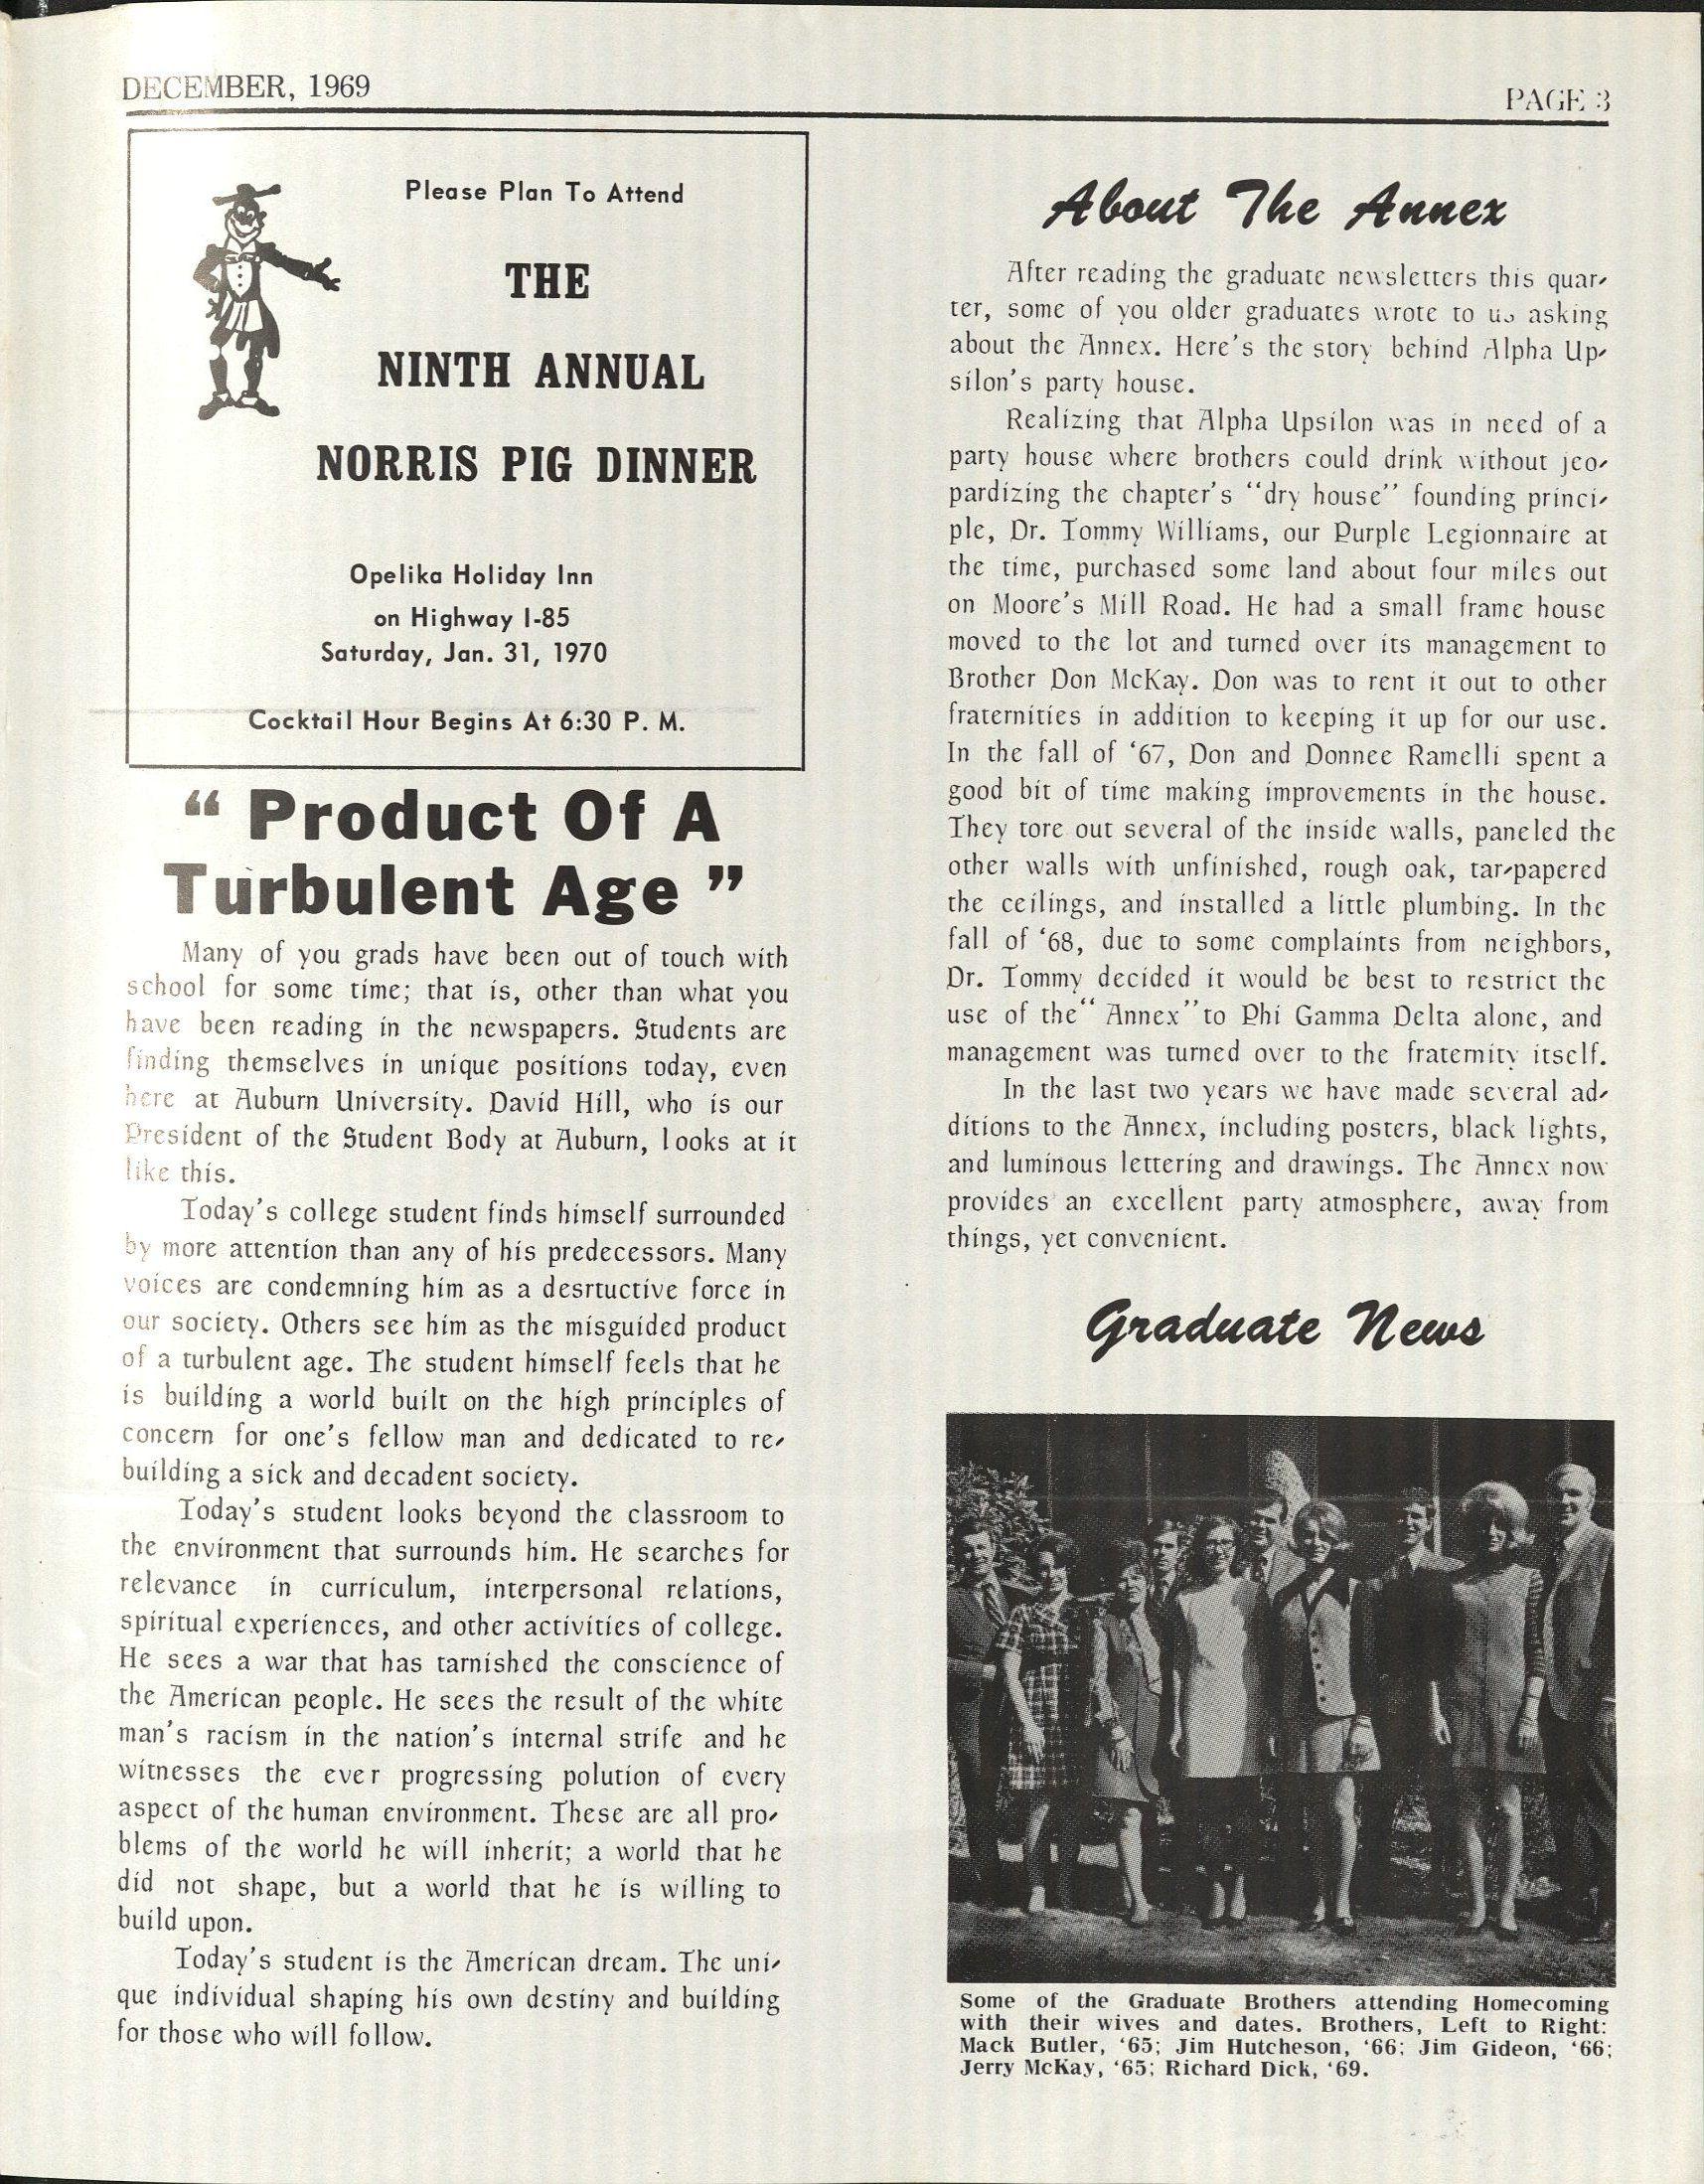 DECEMBER, 1969
PAGE 3
Please Plan To Attend
THE
NINTH ANNUAL
NORRIS PIG DINNER
Opelika Holiday Inn
on Highway I-85
Saturday, Jan. 31, 1970
Cocktail Hour Begins At 6:30 P. M.
“ Product Of A
Turbulent Age ”
Many of you grads have been out of touch with
school for some time; that is, other than what you
have been reading in the newspapers. Students are
finding themselves in unique positions today, even
here at Auburn University. David Hill, who is our
President of the Student Body at Auburn, looks at it
like this.
Today's college student finds himself surrounded
by more attention than any of his predecessors. Many
voices are condemning him as a desrtuctive force in
our society. Others see him as the misguided product
of a turbulent age. The student himself feels that he
is building a world built on the high principles of
concern for one's fellow man and dedicated to re-
building a sick and decadent society.
Today's student looks beyond the classroom to
the environment that surrounds him. He searches for
relevance in curriculum, interpersonal relations,
spiritual experiences, and other activities of college.
He sees a war that has tarnished the conscience of
the American people. He sees the result of the white
man's racism in the nation's internal strife and he
witnesses the ever progressing polution of every
aspect of the human environment. These are all pro-
blems of the world he will inherit; a world that he
did not shape, but a world that he is willing to
build upon.
Today's student is the American dream. The uni-
que individual shaping his own destiny and building
for those who will follow.
About The Annex
After reading the graduate newsletters this quar-
ter, some of you older graduates wrote to us asking
about the Annex. Here's the story behind Alpha Up-
silon's party house.
Realizing that Alpha Upsilon was in need of a
party house where brothers could drink without jeo-
pardizing the chapter's “dry house” founding princi-
ple, Dr. Tommy Williams, our Purple Legionnaire at
the time, purchased some land about four miles out
on Moore's Mill Road. He had a small frame house
moved to the lot and turned over its management to
Brother Don McKay. Don was to rent it out to other
fraternities in addition to keeping it up for our use.
In the fall of ‘67, Don and Donnee Ramelli spent a
good bit of time making improvements in the house.
They tore out several of the inside walls, paneled the
other walls with unfinished, rough oak, tar-papered
the ceilings, and installed a little plumbing. In the
fall of ‘68, due to some complaints from neighbors,
Dr. Tommy decided it would be best to restrict the
use of the “ Annex” to Phi Gamma Delta alone, and
management was turned over to the fraternity itself.
In the last two years we have made several ad-
ditions to the Annex, including posters, black lights,
and luminous lettering and drawings. The Annex now
provides an excellent party atmosphere, away from
things, yet convenient.
Graduate News
Some of the Graduate Brothers attending Homecoming
with their wives and dates. Brothers, Left to Right:
Mack Butler, ‘65; Jim Hutcheson, ‘66; Jim Gideon, ‘66;
Jerry McKay, ‘65; Richard Dick, ‘69.